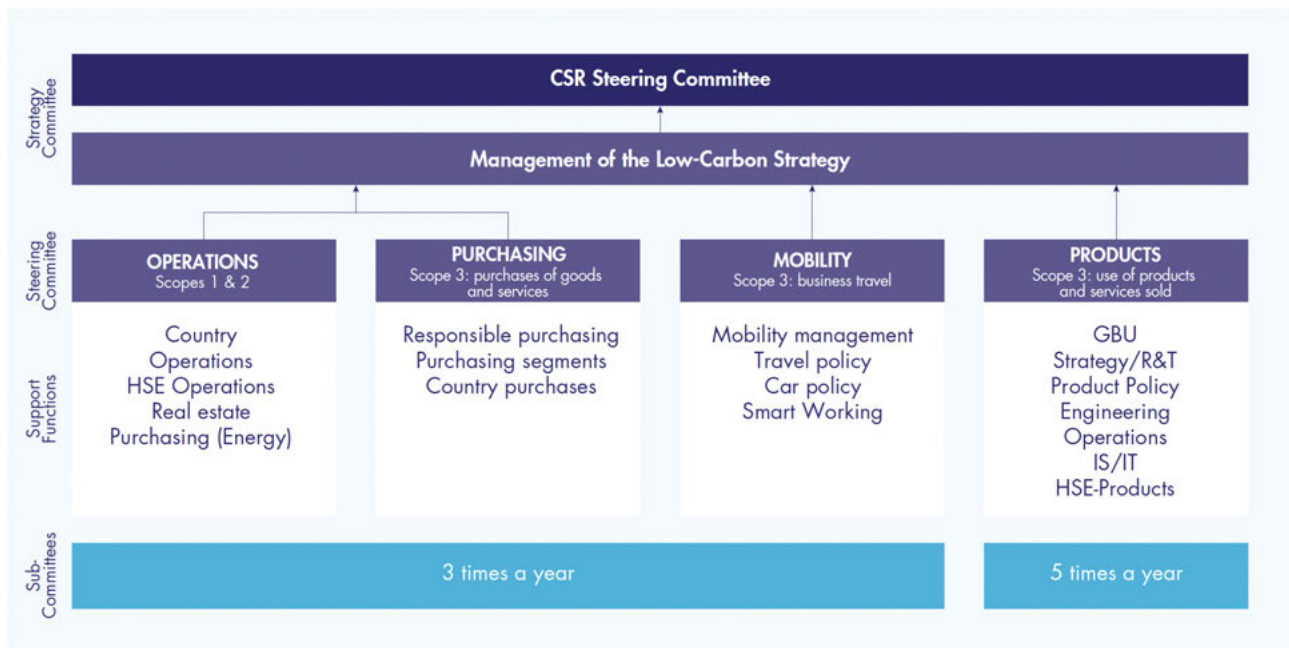 Strategy
Committee
CSR Steering Committee
Management of the Low-Carbon Strategy
Steering
Committee
OPERATIONS
Scopes 1 & 2
PURCHASING
Scope 3: purchases of goods
and services
MOBILITY
Scope 3: business travel
PRODUCTS
Scope 3: use of products
and services sold
Support
Functions
Country
Operations
HSE Operations
Real estate
Purchasing (Energy)
Responsible purchasing
Purchasing segments
Country purchases
Mobility management
Travel policy
Car policy
Smart Working
GBU
Strategy/R&T
Product Policy
Engineering
Operations
IS/IT
HSE-Products
Sub-
Committees
3 times a year
5 times a year